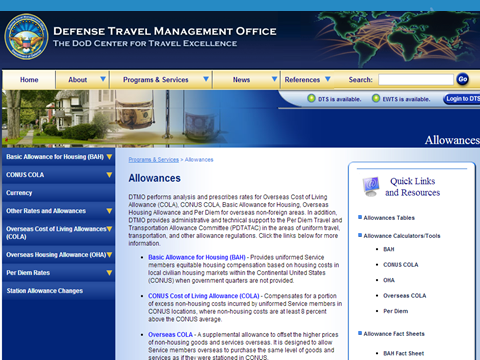 DEFENSE TRAVEL MANAGEMENT OFFICE
THE DOD CENTER FOR TRAVEL EXCELLENCE
Home About Programs & Services News References Search: Go
DTS is available. EWTS is available. Login to DTS
Allowances
Basic Allowance for Housing (BAH)
CONUS COLA
Currency
Other Rates and Allowances
Overseas Cost of Living Allowances
(COLA)
Overseas Housing Allowance (OHA)
Per Diem Rates
Station Allowance Changes
Programs & Services > Allowances
Allowances
DTMO performs analysis and prescribes rates for Overseas Cost of Living
Allowance (COLA), CONUS COLA, Basic Allowance for Housing, Overseas
Housing Allowance and Per Diem for overseas non-foreign areas. In addition,
DTMO provides administrative and technical support to the Per Diem Travel and
Transportation Allowance Committee (PDTATAC) in the areas of uniform travel,
transportation, and other allowance regulations. Click the links below for more
information.
Basic Allowance for Housing (BAH) - Provides uniformed Service
members equitable housing compensation based on housing costs in
local civilian housing markets within the Continental United States
(CONUS) when government quarters are not provided.
CONUS Cost of Living Allowance (COLA) - Compensates for a portion
of excess non-housing costs incurred by uniformed Service members in
CONUS locations, where non-housing costs are at least 8 percent
above the CONUS average.
Overseas COLA - A supplemental allowance to offset the higher prices
of non-housing goods and services overseas. It is designed to allow
Service members overseas to purchase the same level of goods and
services as if they were stationed in CONUS.
Quick Links
and Resources
Allowances Tables
Allowance Calculators/Tools
BAH
CONUS COLA
OHA
Overseas COLA
Per Diem
Allowance Fact Sheets
BAH